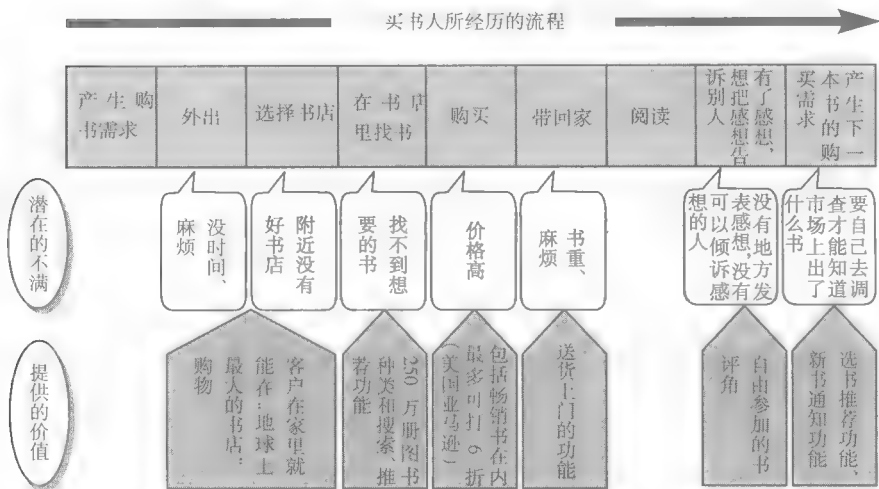 买书人所经历的流程
产生购
书需求
外出
选择书店
在书店
里找书
购买
带回家
阅读
有了感想,
想把感想告
诉别人
产生下一
本书的购
买需求
潜在的不满
没时间、
麻烦
附近没有
好书店
找不到想
要的书
价格高
书重、
麻烦
没有地方发
表感想,没有
可以倾诉感
想的人
要自己去调
查才能知道
市场上出了
什么书
提供的价值
客户在家里就
能在“地球上
最大的书店”
购物
250 万册图书
种类和搜索、推
荐功能
包括畅销书在内
最多可打 6 折
(美国亚马逊)
送货上门的功能
自由参加的书
评角
选书推荐功能、
新书通知功能